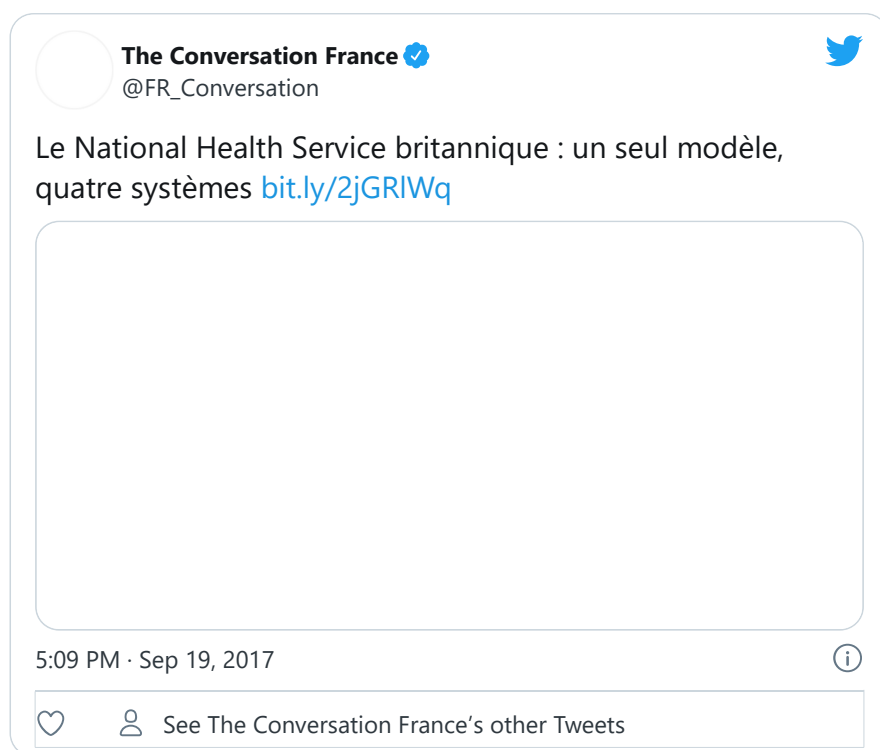 The Conversation France
@FR_Conversation
Le National Health Service britannique : un seul modèle,
quatre systèmes bit.ly/2jGRlWq
5:09 PM · Sep 19, 2017
See The Conversation France’s other Tweets